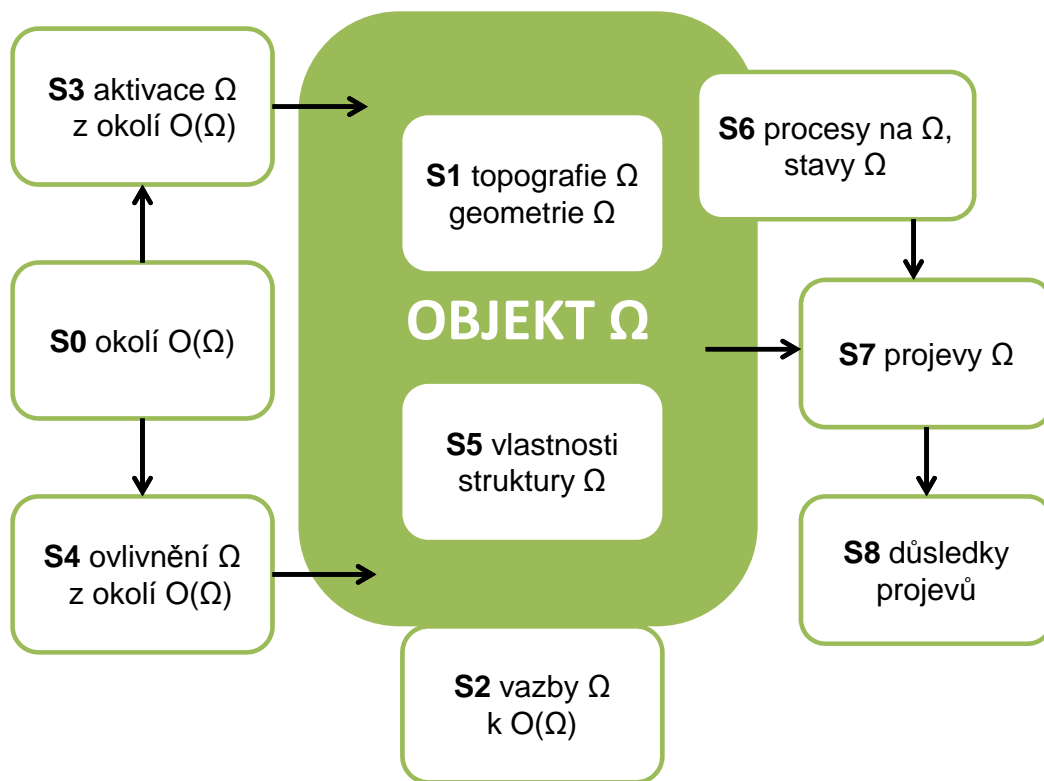 S3 aktivace Ω
z okolí O(Ω)
S6 procesy na Ω,
stavy Ω
S1 topografie Ω
geometrie Ω
S0 okolí O(Ω)
OBJEKT Ω
S7 projevy Ω
S5 vlastnosti
struktury Ω
S4 ovlivnění Ω
z okolí O(Ω)
S8 důsledky
projevů
S2 vazby Ω
k O(Ω)